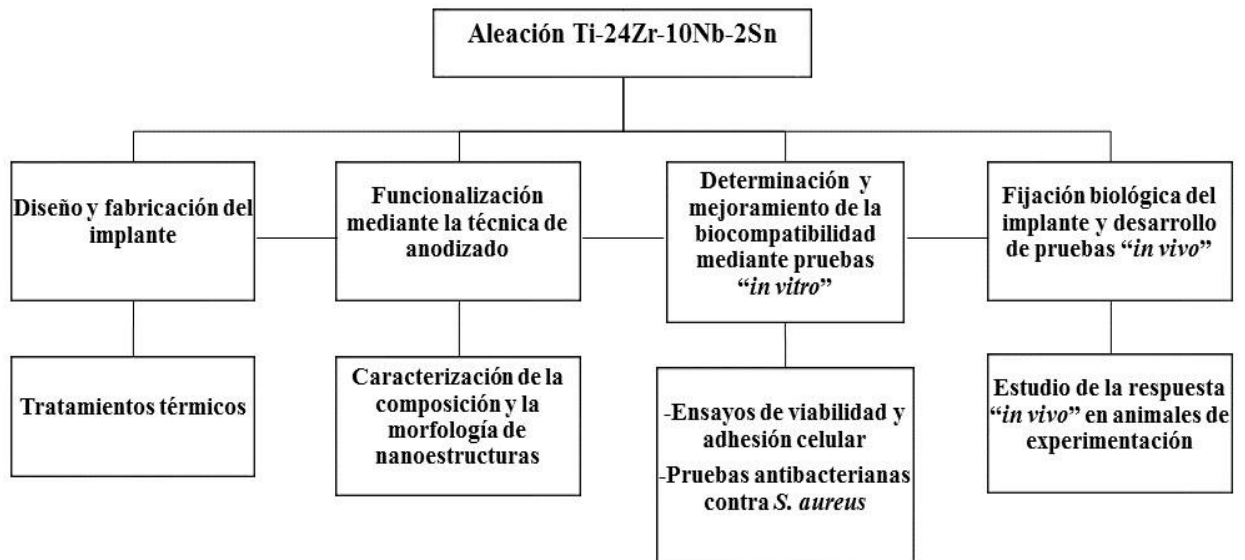 Aleación Ti-24Zr-10Nb-2Sn
Diseño y fabricación del
implante
Funcionalización
mediante la técnica de
anodizado
Determinación y
mejoramiento de la
biocompatibilidad
mediante pruebas
“in vitro”
Fijación biológica del
implante y desarrollo
de pruebas “in vivo”
Tratamientos térmicos
Caracterización de la
composición y la
morfología de
nanoestructuras
-Ensayos de viabilidad y
adhesión celular
-Pruebas antibacterianas
contra S. aureus
Estudio de la respuesta
“in vivo” en animales de
experimentación